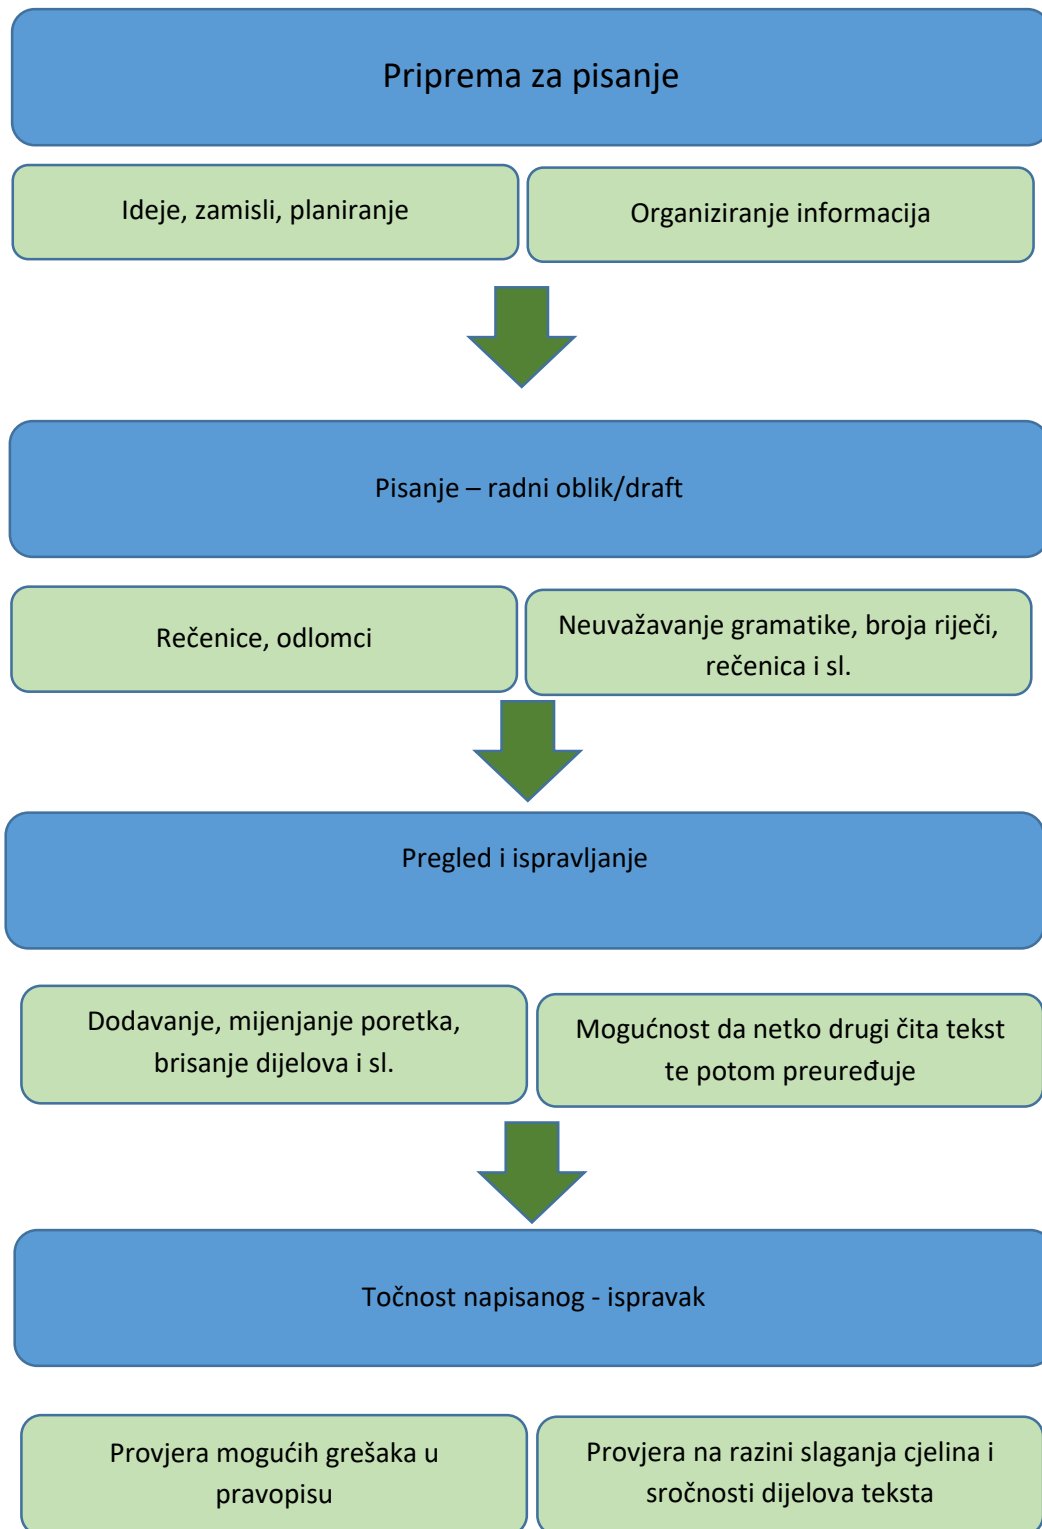 Priprema za pisanje
Ideje, zamisli, planiranje
Organiziranje informacija
Pisanje – radni oblik/draft
Rečenice, odlomci
Neuvažavanje gramatike, broja riječi,
rečenica i sl.
Pregled i ispravljanje
Dodavanje, mijenjanje poretka,
brisanje dijelova i sl.
Mogućnost da netko drugi čita tekst
te potom preuređuje
Točnost napisanog - ispravak
Provjera mogućih grešaka u
pravopisu
Provjera na razini slaganja cjelina i
sročnosti dijelova teksta